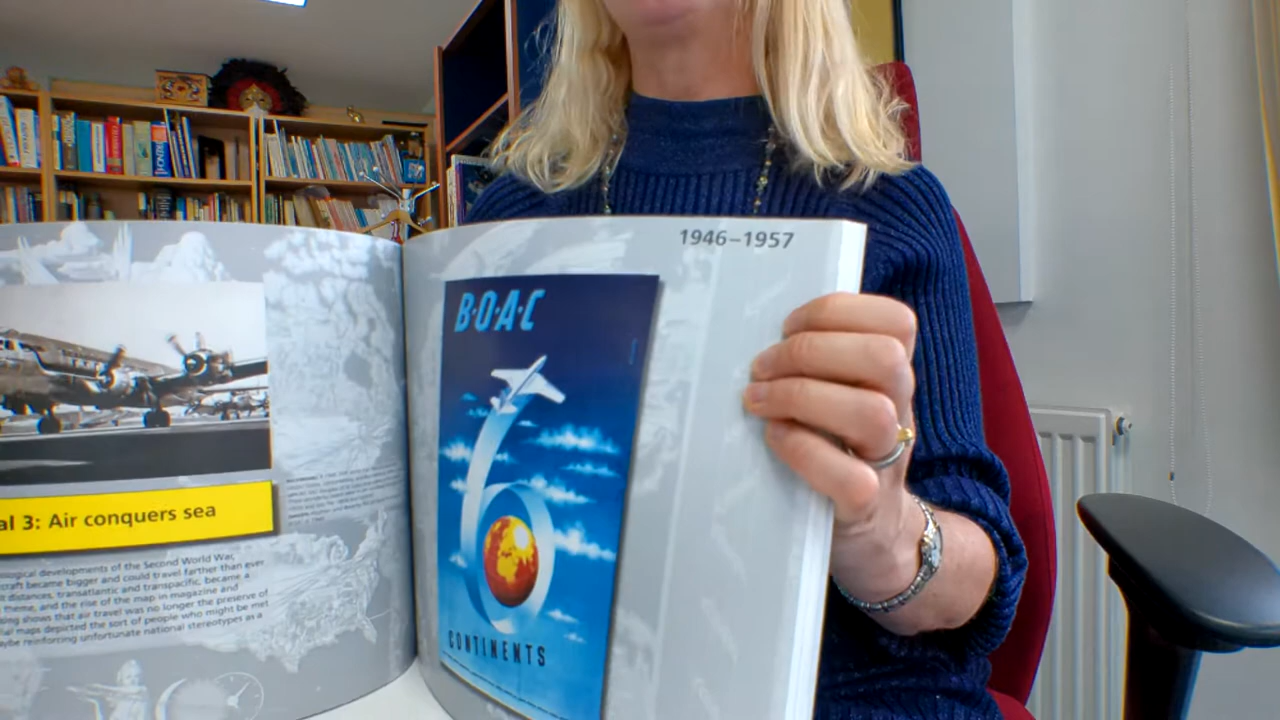 al 3: Air conquers sea
ological developments of the Second World War,
craft became bigger and could travel farther than ever
t distances, transatlantic and transpacific, became a
theme, and the rise of the map in magazine and
sing shows that air travel was no longer the preserve of
ial maps depicted the sort of people who might be met
aybe reinforcing unfortunate national stereotypes as a
1946–1957
B·O·A·C
6
CONTINENTS